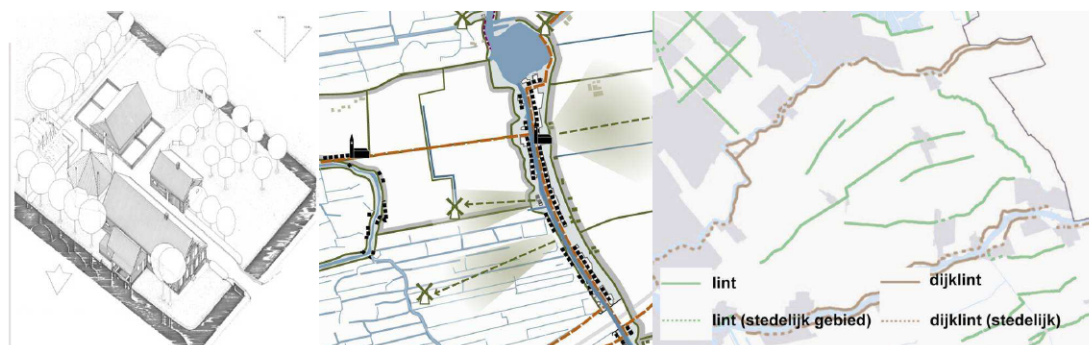 lint
dijklint
lint (stedelijk gebied)
dijklint (stedelijk)